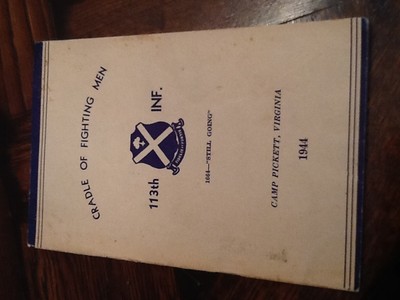 CRADLE OF FIGHTING MEN
113th INF.
1664—"STILL GOING"
CAMP PICKETT, VIRGINIA
1944